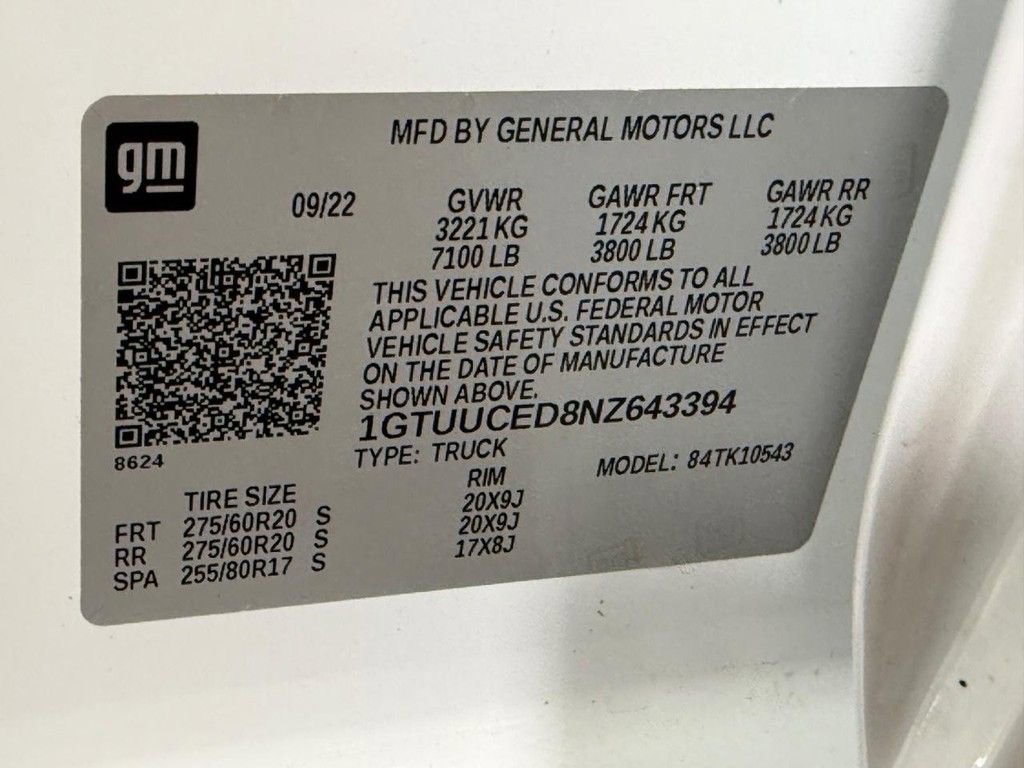 gm
MFD BY GENERAL MOTORS LLC
09/22
GVWR GAWR FRT GAWR RR
3221 KG 1724 KG 1724 KG
7100 LB 3800 LB 3800 LB
THIS VEHICLE CONFORMS TO ALL
APPLICABLE U.S. FEDERAL MOTOR
VEHICLE SAFETY STANDARDS IN EFFECT
ON THE DATE OF MANUFACTURE
SHOWN ABOVE.
1GTUUCED8NZ643394
8624
TYPE: TRUCK MODEL: 84TK10543
TIRE SIZE RIM
FRT 275/60R20 S 20X9J
RR 275/60R20 S 20X9J
SPA 255/80R17 S 17X8J